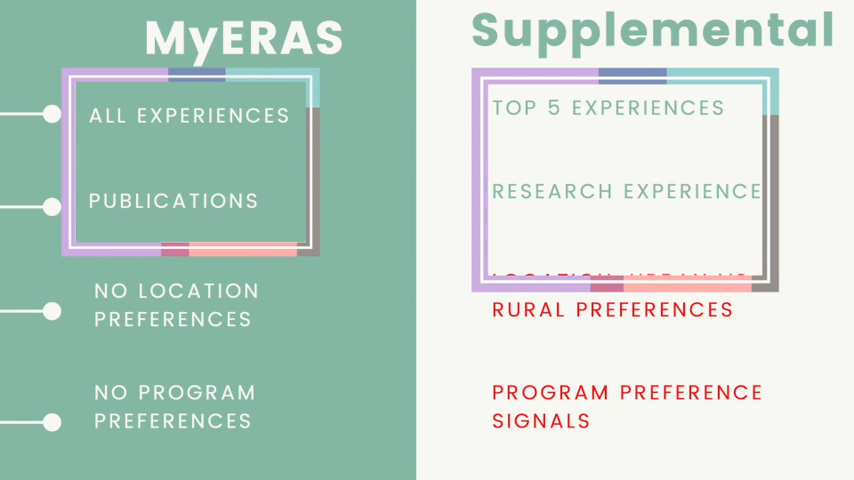 MyERAS
ALL EXPERIENCES
PUBLICATIONS
NO LOCATION
PREFERENCES
NO PROGRAM
PREFERENCES
Supplemental
TOP 5 EXPERIENCES
RESEARCH EXPERIENCE
RURAL PREFERENCES
PROGRAM PREFERENCE
SIGNALS